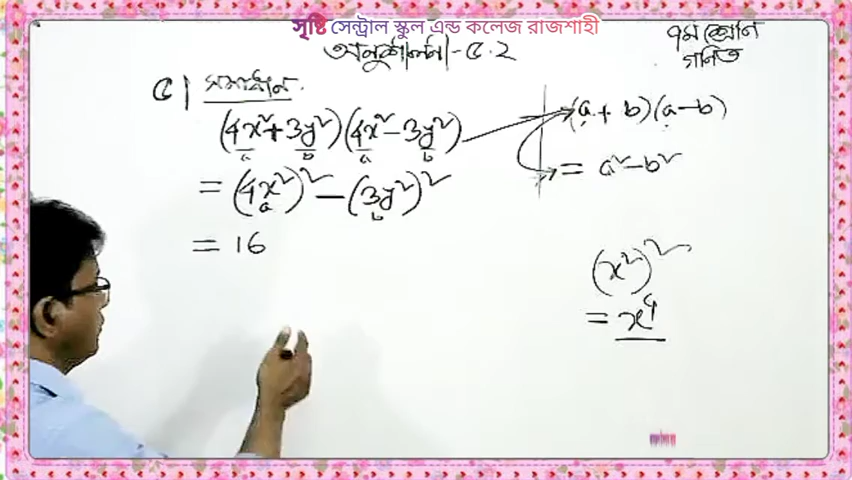 সৃষ্টি সেন্ট্রাল স্কুল এন্ড কলেজ রাজশাহী
অনুশীলনী-৫.২
৭ম শ্রেণি
গণিত
৫| সমাধান
(4x²+3y²)(4x²-3y²)
a b a b
= (4x²)² - (3y²)²
a b
= 16
(a+b)(a-b)
= a²-b²
(x²)²
= x⁴